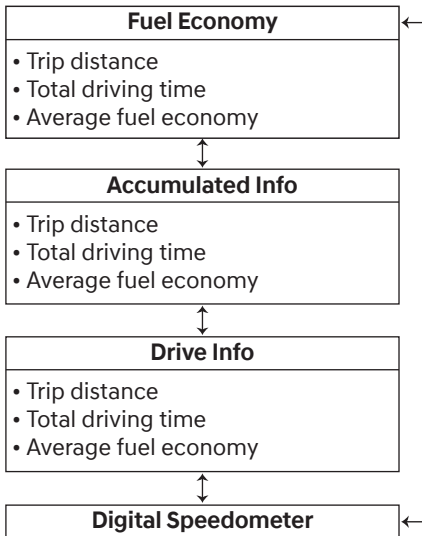 Fuel Economy
• Trip distance
• Total driving time
• Average fuel economy
Accumulated Info
• Trip distance
• Total driving time
• Average fuel economy
Drive Info
• Trip distance
• Total driving time
• Average fuel economy
Digital Speedometer